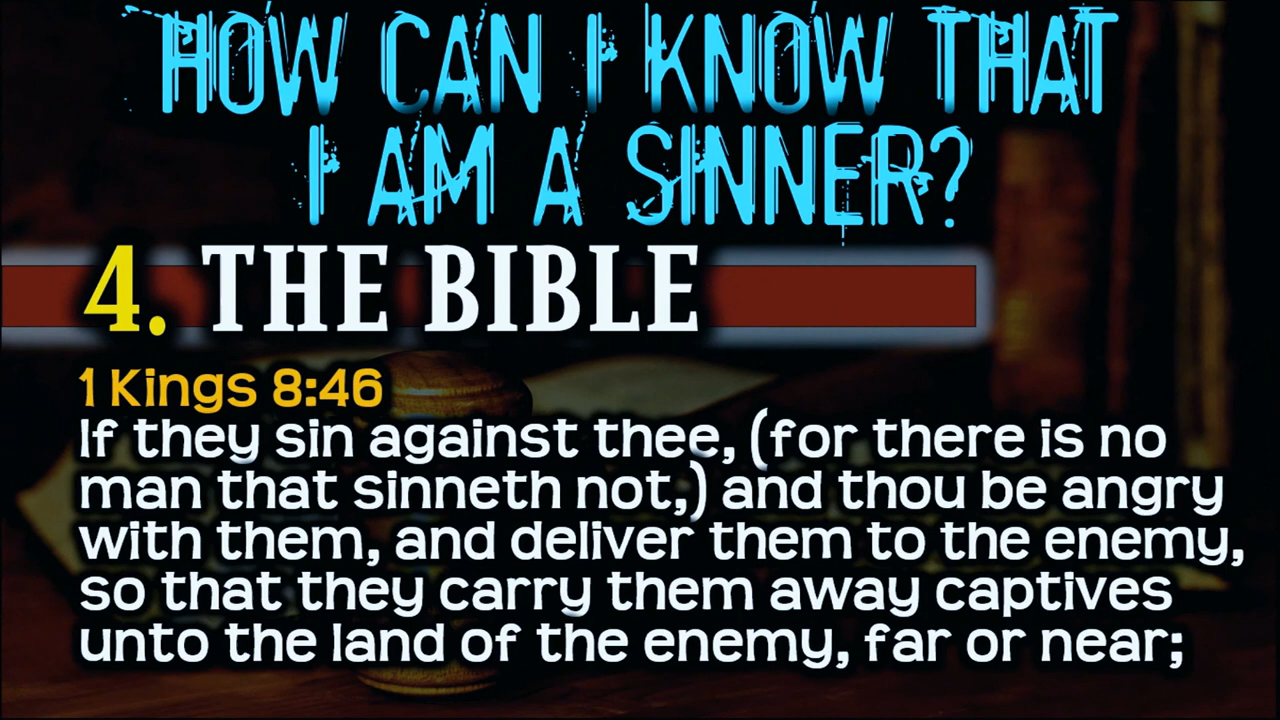 HOW CAN I KNOW THAT
I AM A SINNER?
4. THE BIBLE
1 Kings 8:46
If they sin against thee, (for there is no
man that sinneth not,) and thou be angry
with them, and deliver them to the enemy,
so that they carry them away captives
unto the land of the enemy, far or near;